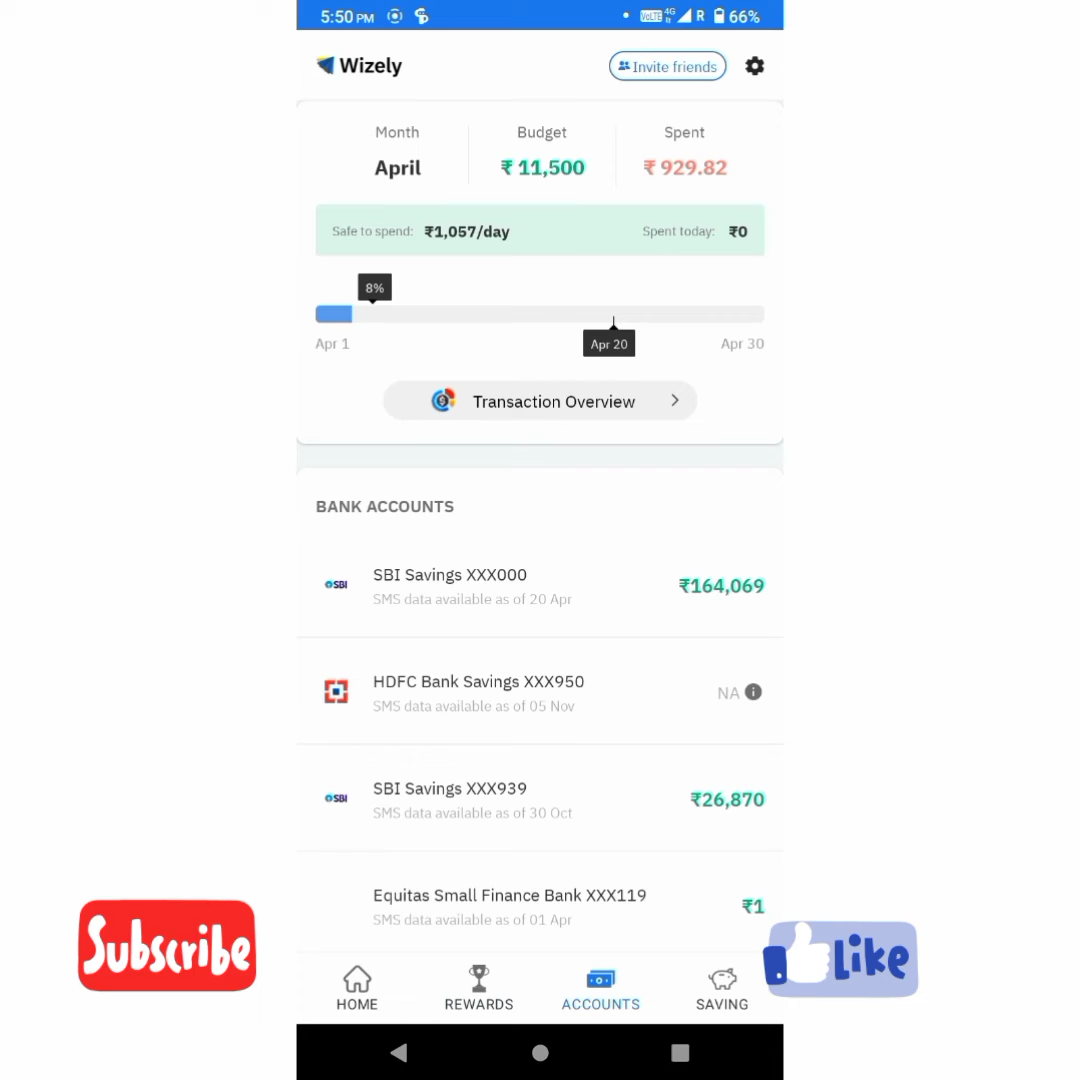 5:50 PM VoLTE 4G R 66%
Wizely Invite friends
Month Budget Spent
April ₹ 11,500 ₹ 929.82
Safe to spend: ₹1,057/day Spent today: ₹0
8%
Apr 1 Apr 20 Apr 30
Transaction Overview
BANK ACCOUNTS
SBI SBI Savings XXX000 ₹164,069
SMS data available as of 20 Apr
HDFC Bank Savings XXX950 NA
SMS data available as of 05 Nov
SBI SBI Savings XXX939 ₹26,870
SMS data available as of 30 Oct
Equitas Small Finance Bank XXX119 ₹1
SMS data available as of 01 Apr
Subscribe Like
HOME REWARDS ACCOUNTS SAVING